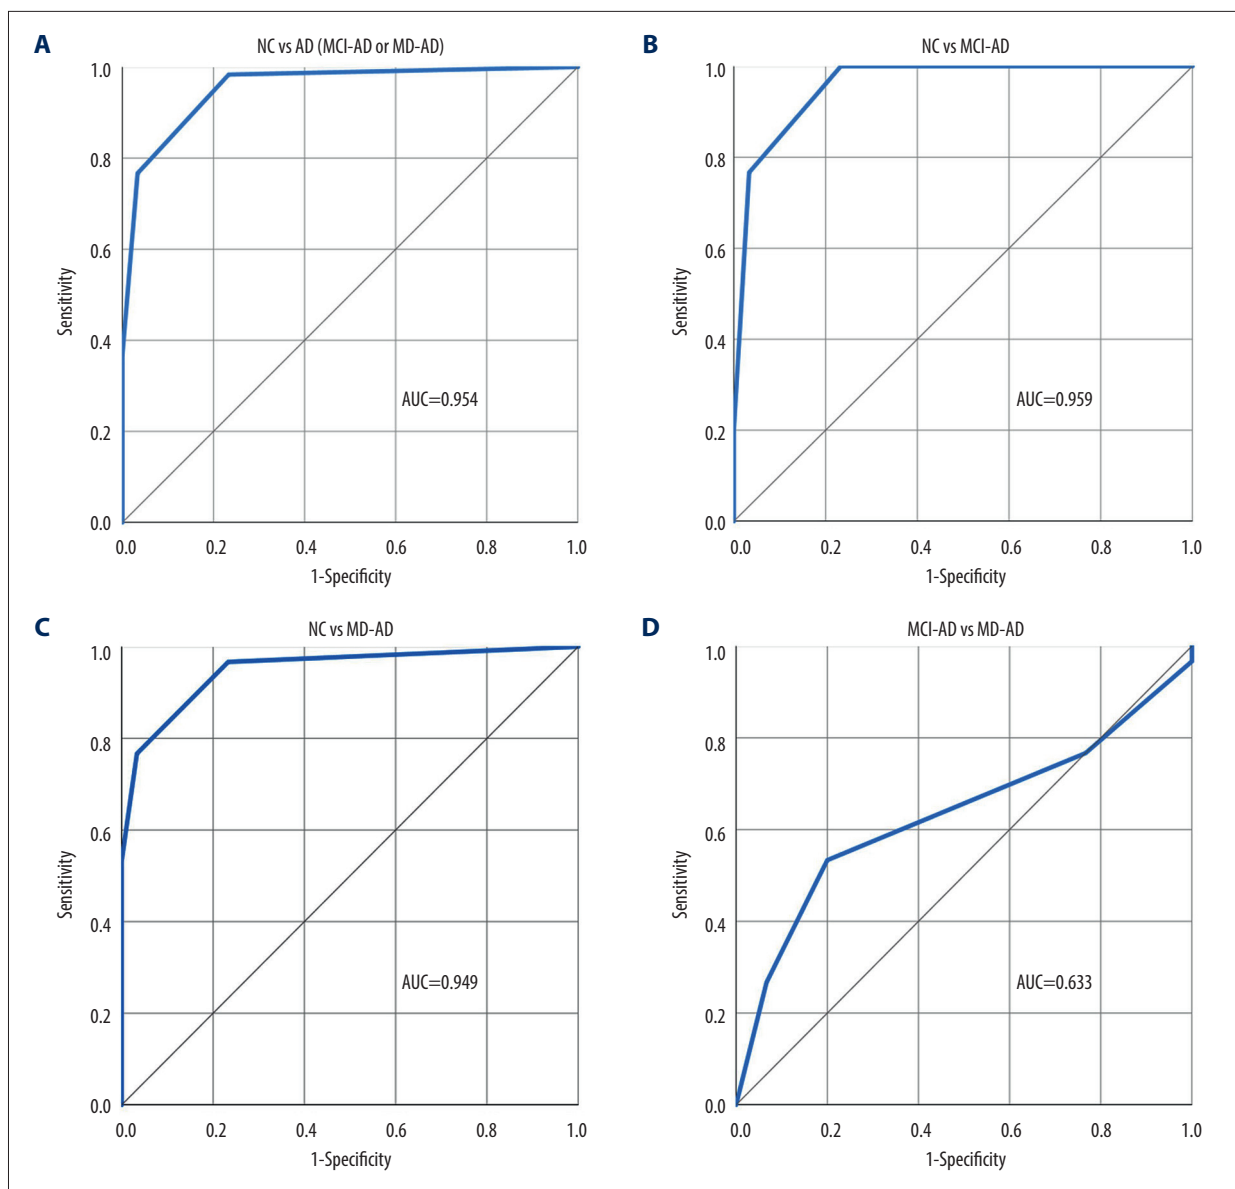 A
NC vs AD (MCI-AD or MD-AD)
1.0
0.8
0.6
0.4
0.2
0.0
Sensitivity
AUC=0.954
0.0 0.2 0.4 0.6 0.8 1.0
1-Specificity
B
NC vs MCI-AD
1.0
0.8
0.6
0.4
0.2
0.0
Sensitivity
AUC=0.959
0.0 0.2 0.4 0.6 0.8 1.0
1-Specificity
C
NC vs MD-AD
1.0
0.8
0.6
0.4
0.2
0.0
Sensitivity
AUC=0.949
0.0 0.2 0.4 0.6 0.8 1.0
1-Specificity
D
MCI-AD vs MD-AD
1.0
0.8
0.6
0.4
0.2
0.0
Sensitivity
AUC=0.633
0.0 0.2 0.4 0.6 0.8 1.0
1-Specificity